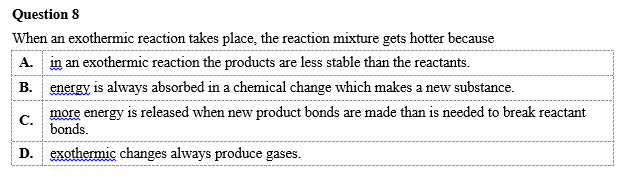 Question 8
When an exothermic reaction takes place, the reaction mixture gets hotter because
A. in an exothermic reaction the products are less stable than the reactants.
B. energy is always absorbed in a chemical change which makes a new substance.
C. more energy is released when new product bonds are made than is needed to break reactant
bonds.
D. exothermic changes always produce gases.